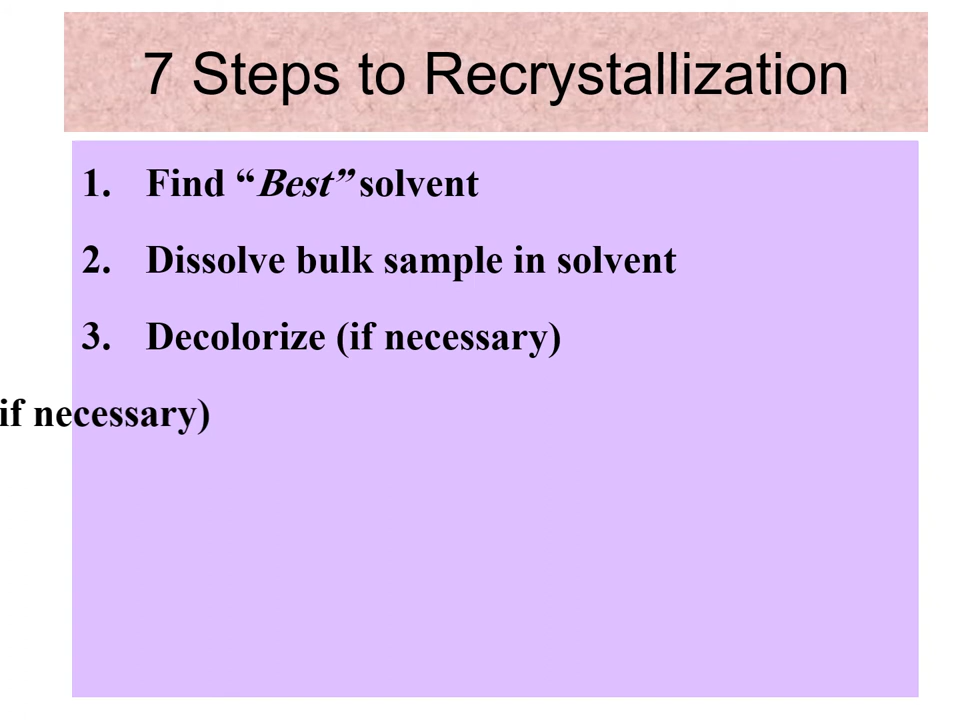 7 Steps to Recrystallization
1. Find “Best” solvent
2. Dissolve bulk sample in solvent
3. Decolorize (if necessary)
if necessary)